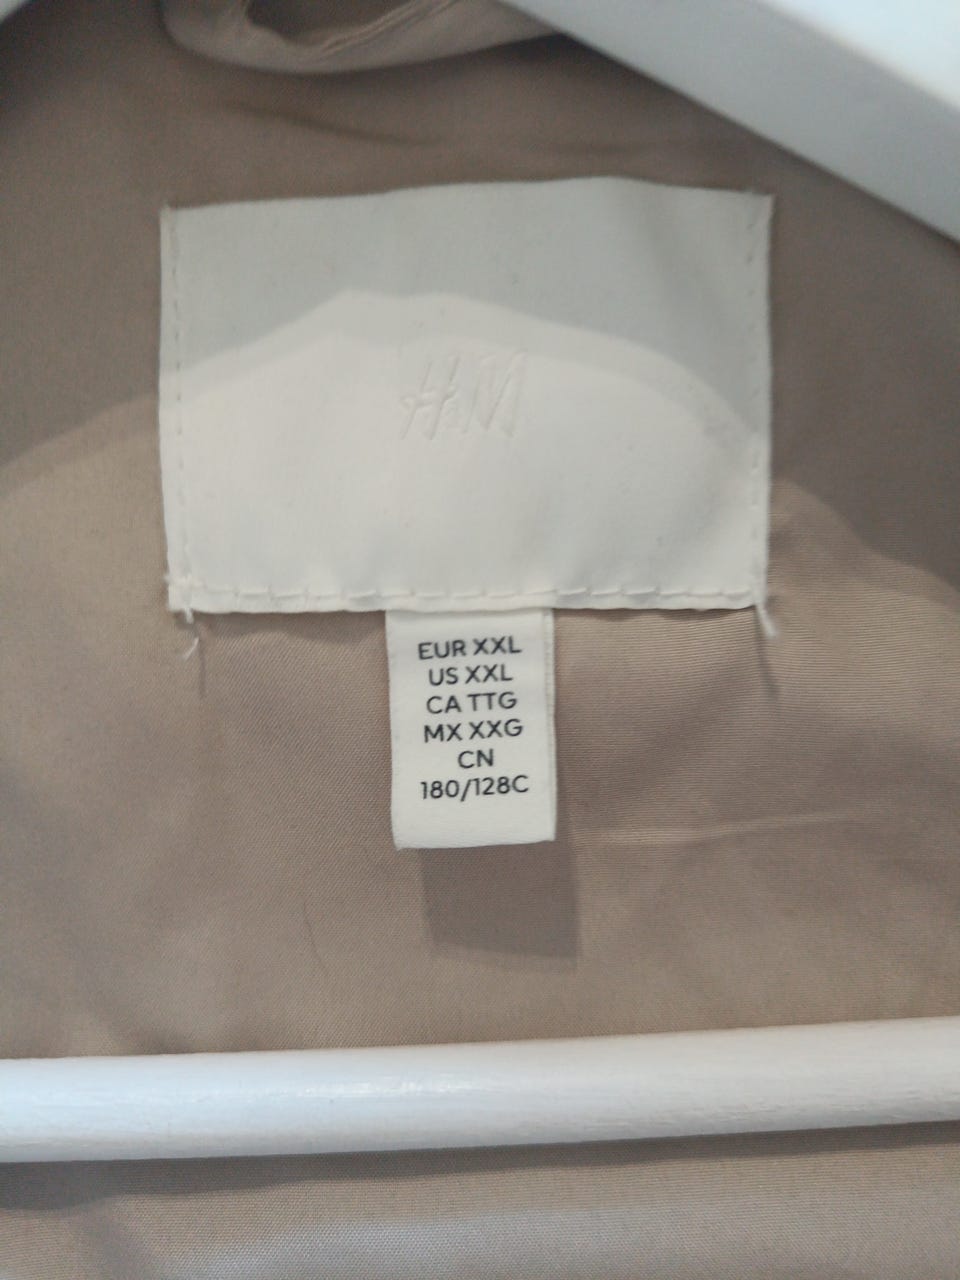 H&M
EUR XXL
US XXL
CA TTG
MX XXG
CN
180/128C